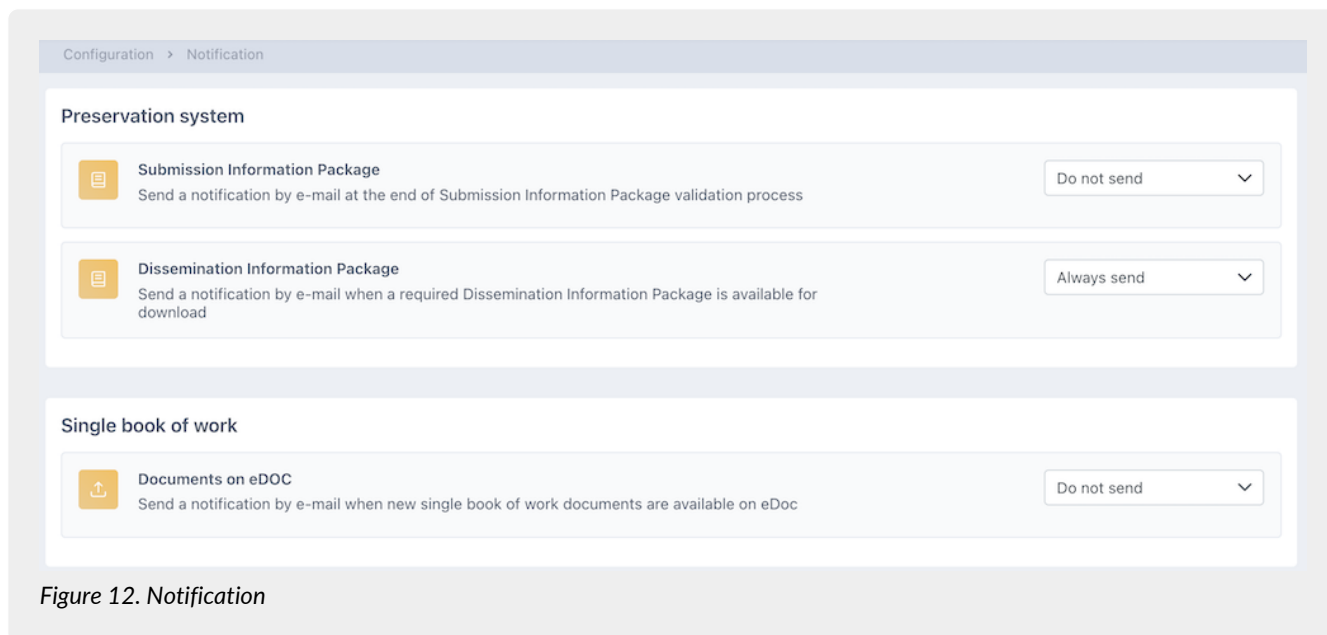 Configuration > Notification
Preservation system
Submission Information Package
Do not send
Send a notification by e-mail at the end of Submission Information Package validation process
Dissemination Information Package
Always send
Send a notification by e-mail when a required Dissemination Information Package is available for
download
Single book of work
Documents on eDOC
Do not send
Send a notification by e-mail when new single book of work documents are available on eDoc
Figure 12. Notification